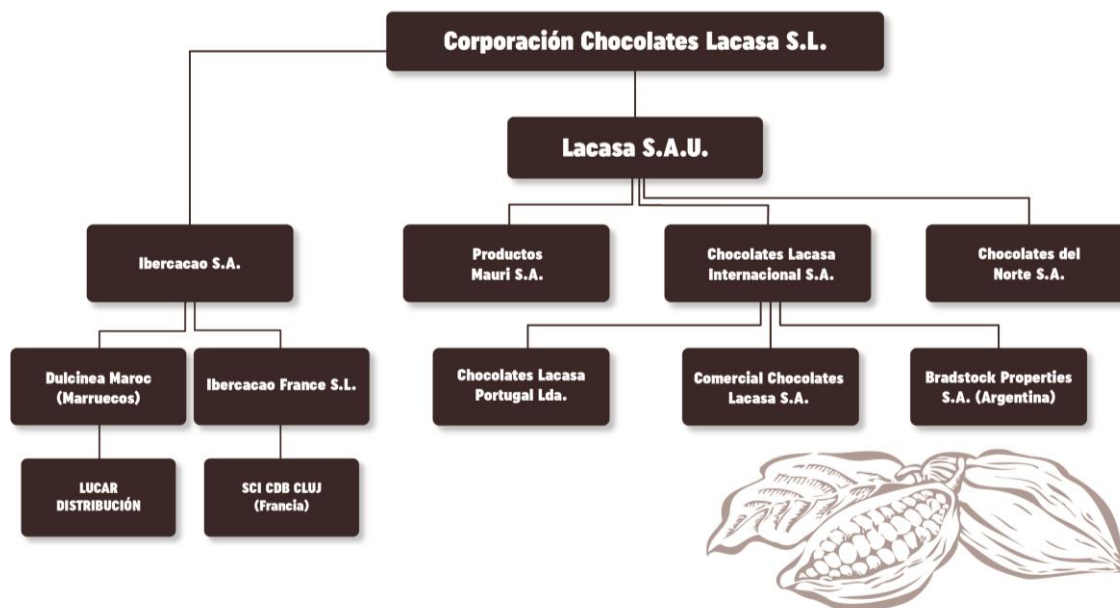 Corporación Chocolates Lacasa S.L.
Lacasa S.A.U.
Ibercacao S.A.
Productos
Mauri S.A.
Chocolates Lacasa
Internacional S.A.
Chocolates del
Norte S.A.
Dulcinea Maroc
(Marruecos)
Ibercacao France S.L.
Chocolates Lacasa
Portugal Lda.
Comercial Chocolates
Lacasa S.A.
Bradstock Properties
S.A. (Argentina)
LUCAR
DISTRIBUCIÓN
SCI CDB CLUJ
(Francia)